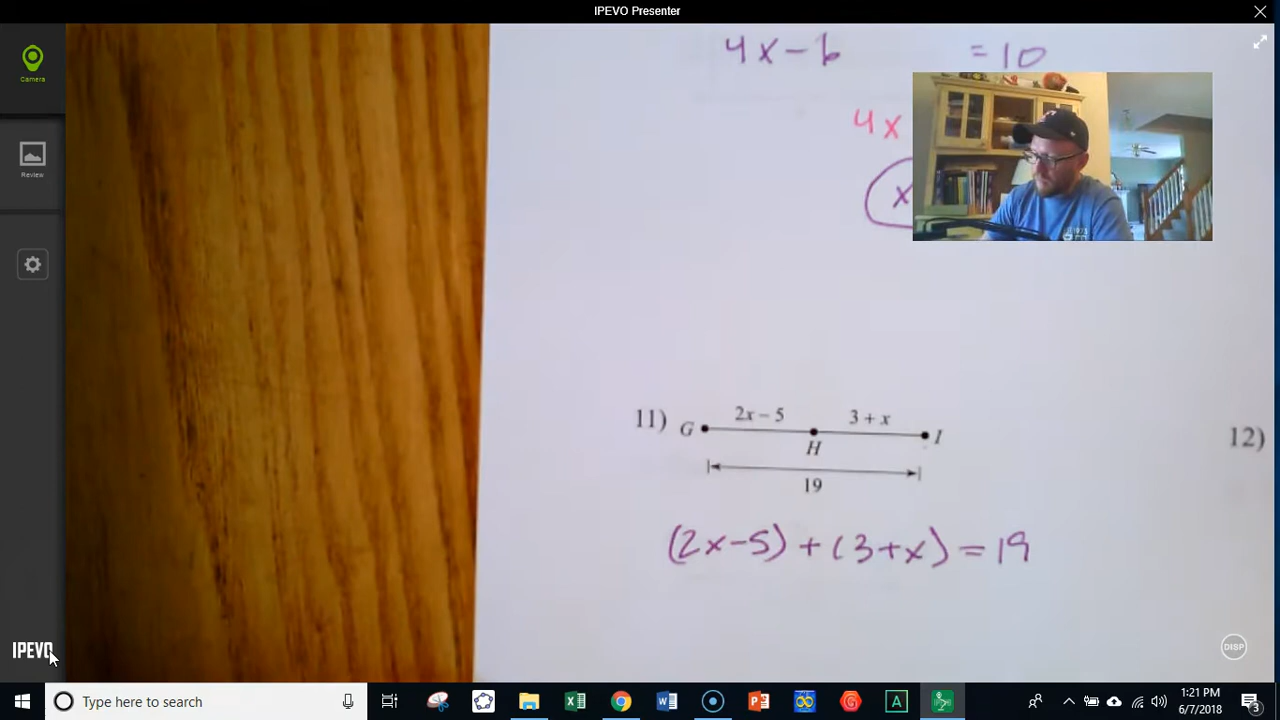 IPEVO Presenter
Camera
Review
4x-6 = 10
4x
x
11) G 2x – 5 3 + x I
H
19
12)
(2x-5) + (3+x) = 19
IPEVO
DISP
Type here to search
1:21 PM
6/7/2018
3